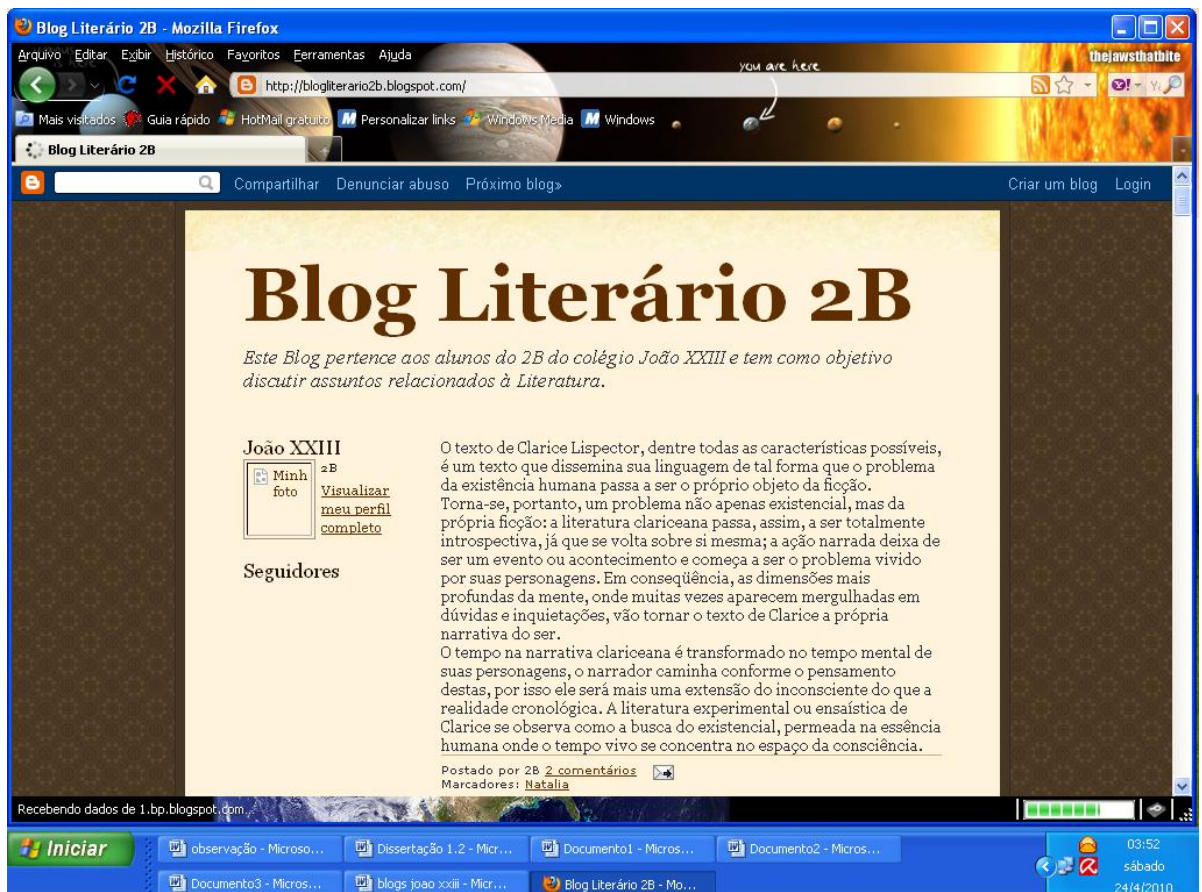 Blog Literário 2B - Mozilla Firefox
Arquivo Editar Exibir Histórico Favoritos Ferramentas Ajuda
thejawsthatbite
you are here
http://blogliterario2b.blogspot.com/
Mais visitados Guia rápido HotMail gratuito Personalizar links Windows Media Windows
Blog Literário 2B
Compartilhar Denunciar abuso Próximo blog» Criar um blog Login
Blog Literário 2B
Este Blog pertence aos alunos do 2B do colégio João XXIII e tem como objetivo
discutir assuntos relacionados à Literatura.
João XXIII
Minh
foto
2B
Visualizar
meu perfil
completo
Seguidores
O texto de Clarice Lispector, dentre todas as características possíveis,
é um texto que dissemina sua linguagem de tal forma que o problema
da existência humana passa a ser o próprio objeto da ficção.
Torna-se, portanto, um problema não apenas existencial, mas da
própria ficção: a literatura clariceana passa, assim, a ser totalmente
introspectiva, já que se volta sobre si mesma; a ação narrada deixa de
ser um evento ou acontecimento e começa a ser o problema vivido
por suas personagens. Em conseqüência, as dimensões mais
profundas da mente, onde muitas vezes aparecem mergulhadas em
dúvidas e inquietações, vão tornar o texto de Clarice a própria
narrativa do ser.
O tempo na narrativa clariceana é transformado no tempo mental de
suas personagens, o narrador caminha conforme o pensamento
destas, por isso ele será mais uma extensão do inconsciente do que a
realidade cronológica. A literatura experimental ou ensaística de
Clarice se observa como a busca do existencial, permeada na essência
humana onde o tempo vivo se concentra no espaço da consciência.
Postado por 2B 2 comentários
Marcadores: Natalia
Recebendo dados de 1.bp.blogspot.com...
Iniciar
observação - Microso... Dissertação 1.2 - Micr... Documento1 - Micros... Documento2 - Micros...
Documento3 - Micros... blogs joao xxiii - Micr... Blog Literário 2B - Mo...
03:52
sábado
24/4/2010